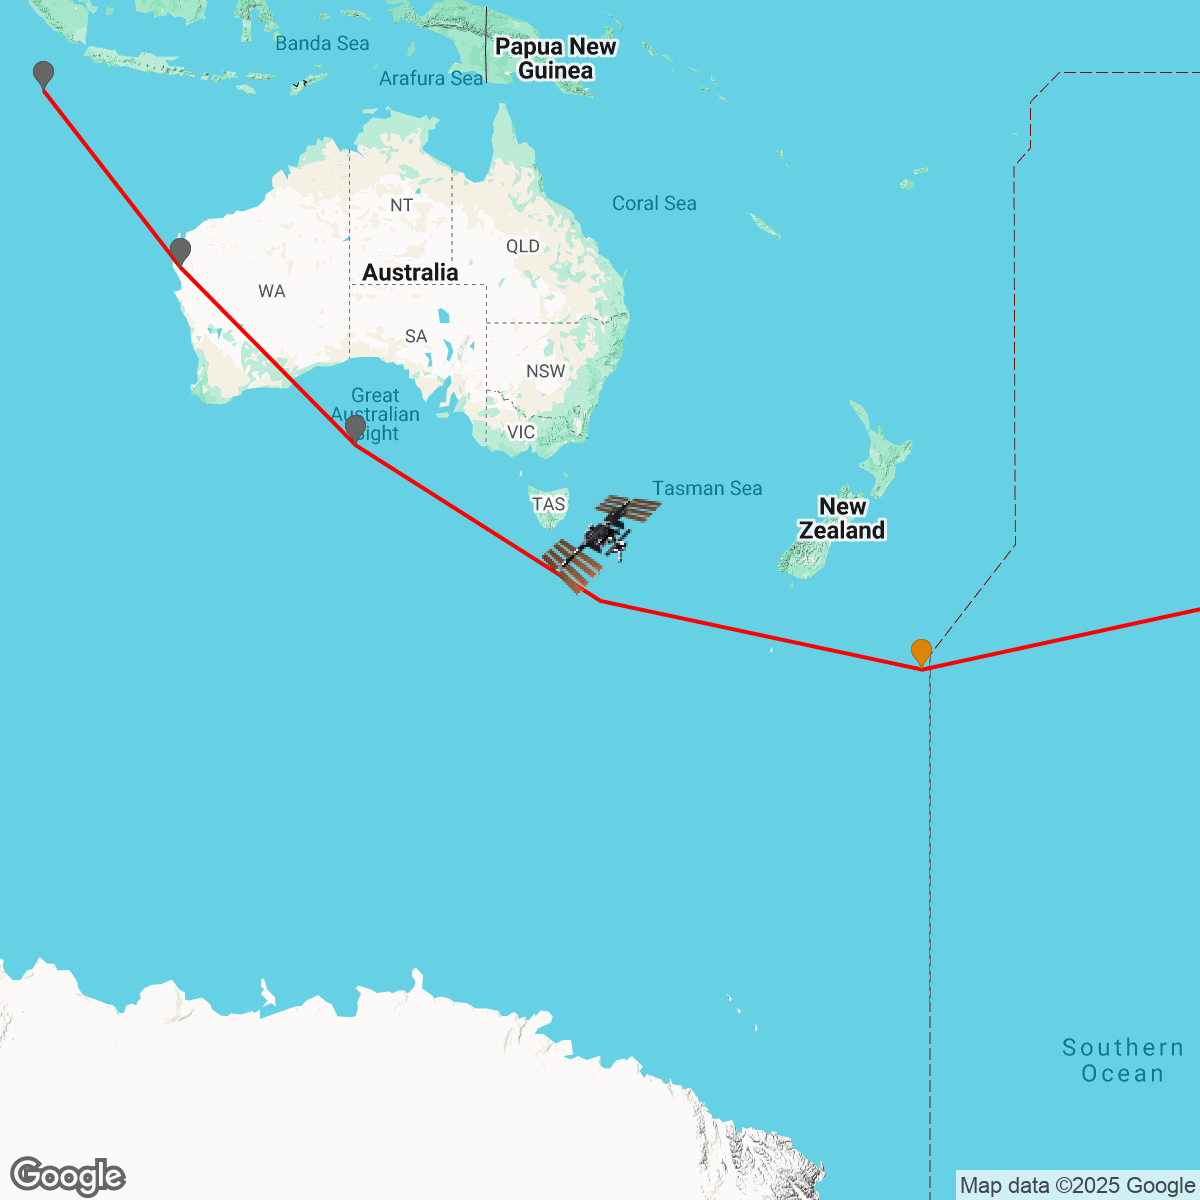 Banda Sea
Papua New
Guinea
Arafura Sea
Coral Sea
NT
QLD
Australia
WA
SA
NSW
Great
Australian
Bight
VIC
Tasman Sea
TAS
New
Zealand
Southern
Ocean
Google
Map data ©2025 Google